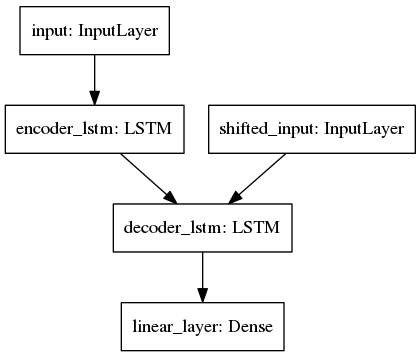 input: InputLayer
encoder_lstm: LSTM
shifted_input: InputLayer
decoder_lstm: LSTM
linear_layer: Dense